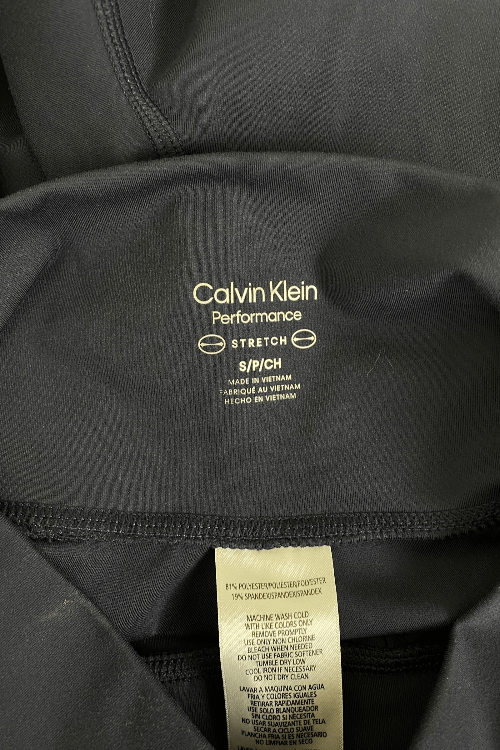 Calvin Klein
Performance
STRETCH
S/P/CH
MADE IN VIETNAM
FABRIQUÉ AU VIETNAM
HECHO EN VIETNAM
81% POLYESTER/POLIESTER/POLYESTER
19% SPANDEX/SPANDEX/SPANDEX
MACHINE WASH COLD
WITH LIKE COLORS ONLY
REMOVE PROMPTLY
USE ONLY NON CHLORINE
BLEACH WHEN NEEDED
DO NOT USE FABRIC SOFTENER
TUMBLE DRY LOW
COOL IRON IF NECESSARY
DO NOT DRY CLEAN
LAVAR A MAQUINA CON AGUA
FRIA Y COLORES IGUALES
RETIRAR RAPIDAMENTE
USE SOLO BLANQUEADOR
SIN CLORO SI NECESITA
NO USAR SUAVIZANTE DE TELA
SECAR A CICLO SUAVE
PLANCHA FRIA SI ES NECESARIO
NO LIMPIAR EN SECO